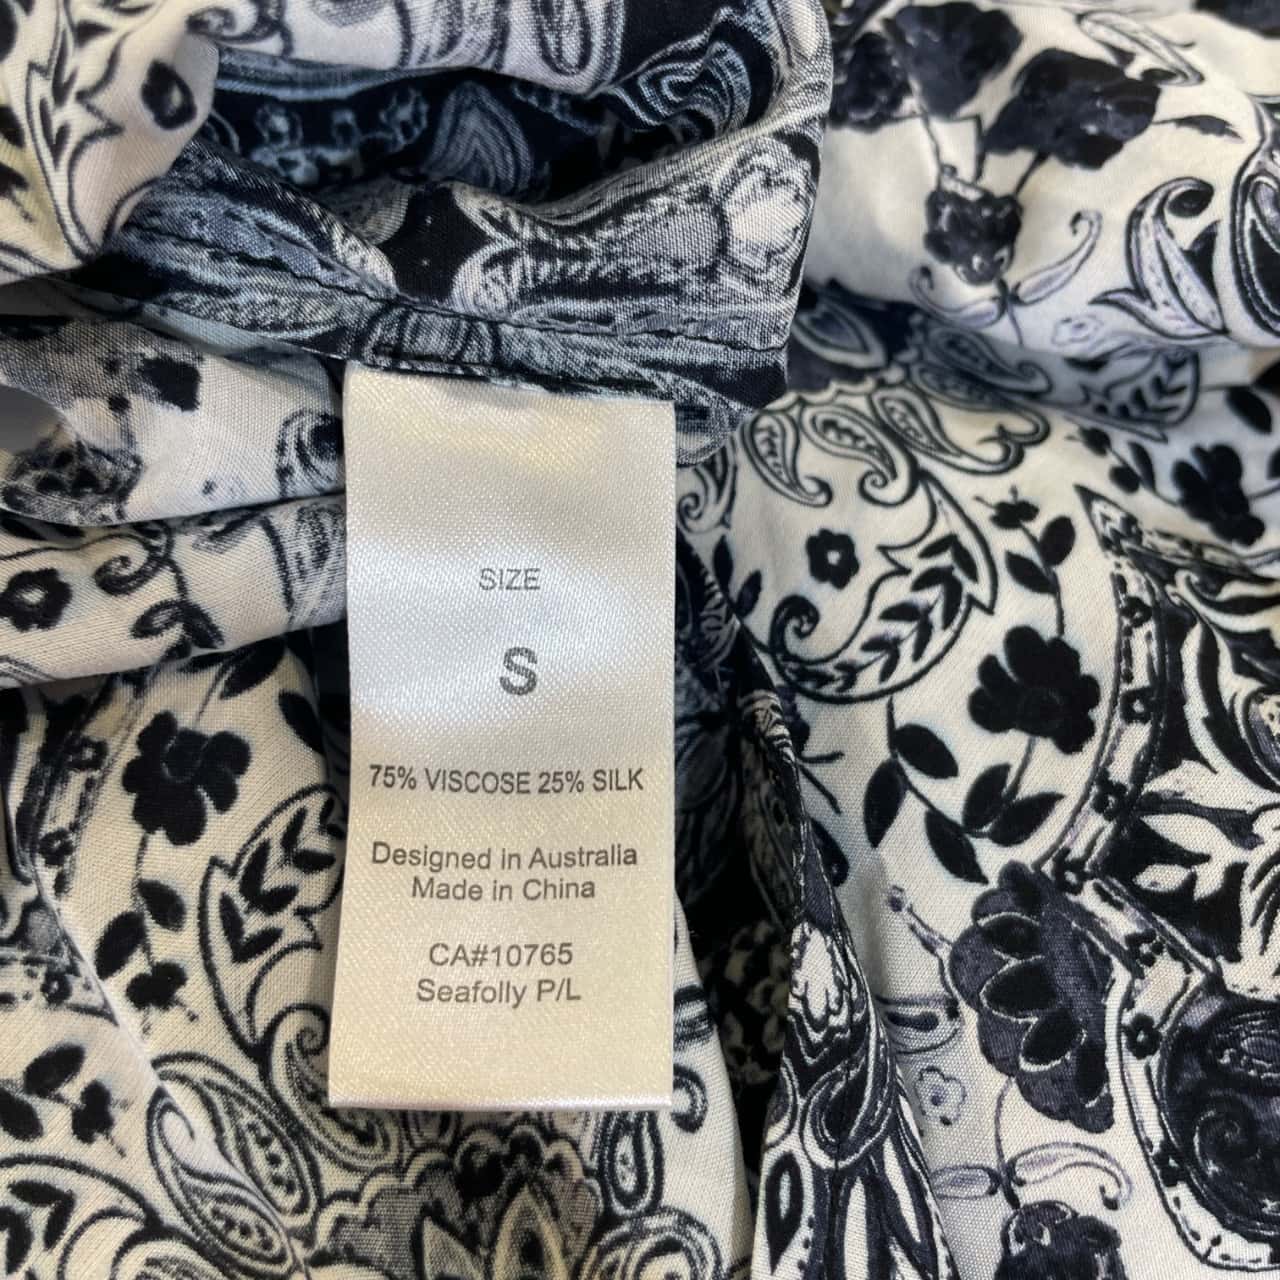 SIZE
S
75% VISCOSE 25% SILK
Designed in Australia
Made in China
CA#10765
Seafolly P/L